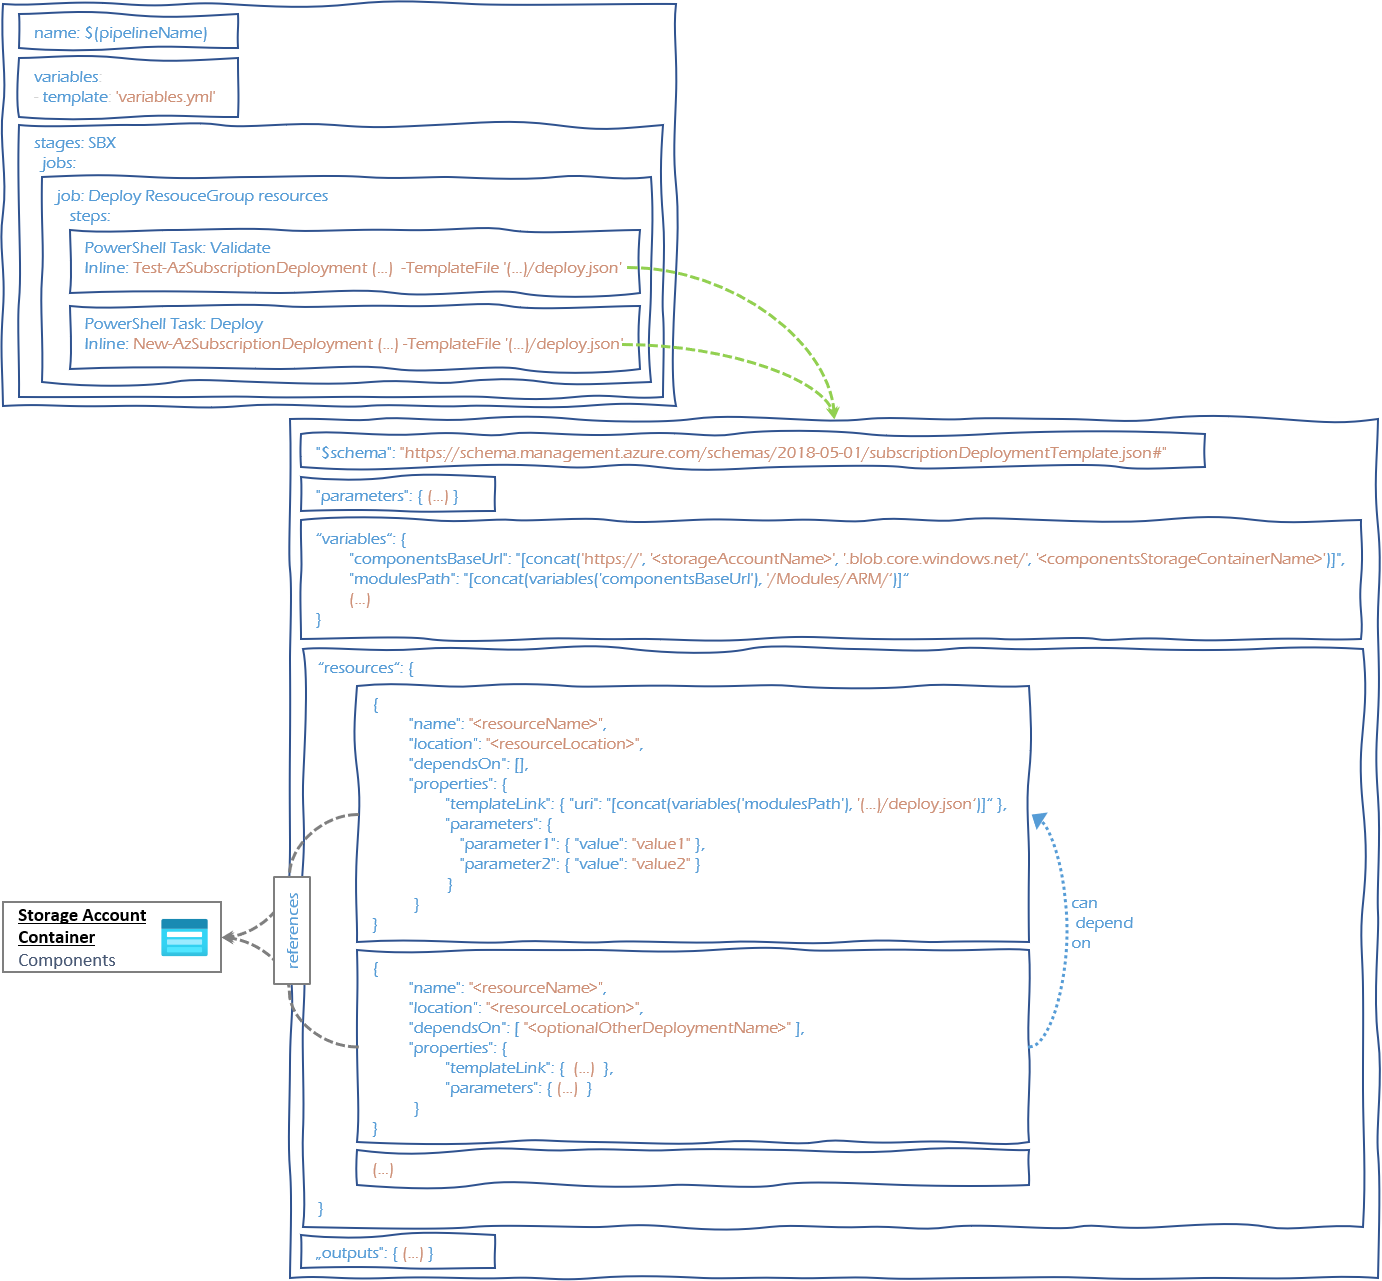 name: $(pipelineName)
variables:
- template: 'variables.yml'
stages: SBX
jobs:
job: Deploy ResouceGroup resources
steps:
PowerShell Task: Validate
Inline: Test-AzSubscriptionDeployment (...) -TemplateFile '(...)/deploy.json'
PowerShell Task: Deploy
Inline: New-AzSubscriptionDeployment (...) -TemplateFile '(...)/deploy.json'
"$schema": "https://schema.management.azure.com/schemas/2018-05-01/subscriptionDeploymentTemplate.json#"
"parameters": { (...) }
“variables“: {
"componentsBaseUrl": "[concat('https://', '<storageAccountName>', '.blob.core.windows.net/', '<componentsStorageContainerName>')]",
"modulesPath": "[concat(variables('componentsBaseUrl'), '/Modules/ARM/')]“
(...)
}
“resources“: {
{
"name": "<resourceName>",
"location": "<resourceLocation>",
"dependsOn": [],
"properties": {
"templateLink": { "uri": "[concat(variables('modulesPath'), '(...)/deploy.json')]“ },
"parameters": {
"parameter1": { "value": "value1" },
"parameter2": { "value": "value2" }
}
}
}
{
"name": "<resourceName>",
"location": "<resourceLocation>",
"dependsOn": [ "<optionalOtherDeploymentName>" ],
"properties": {
"templateLink": { (...) },
"parameters": { (...) }
}
}
(...)
}
„outputs": { (...) }
references
Storage Account
Container
Components
can
depend
on